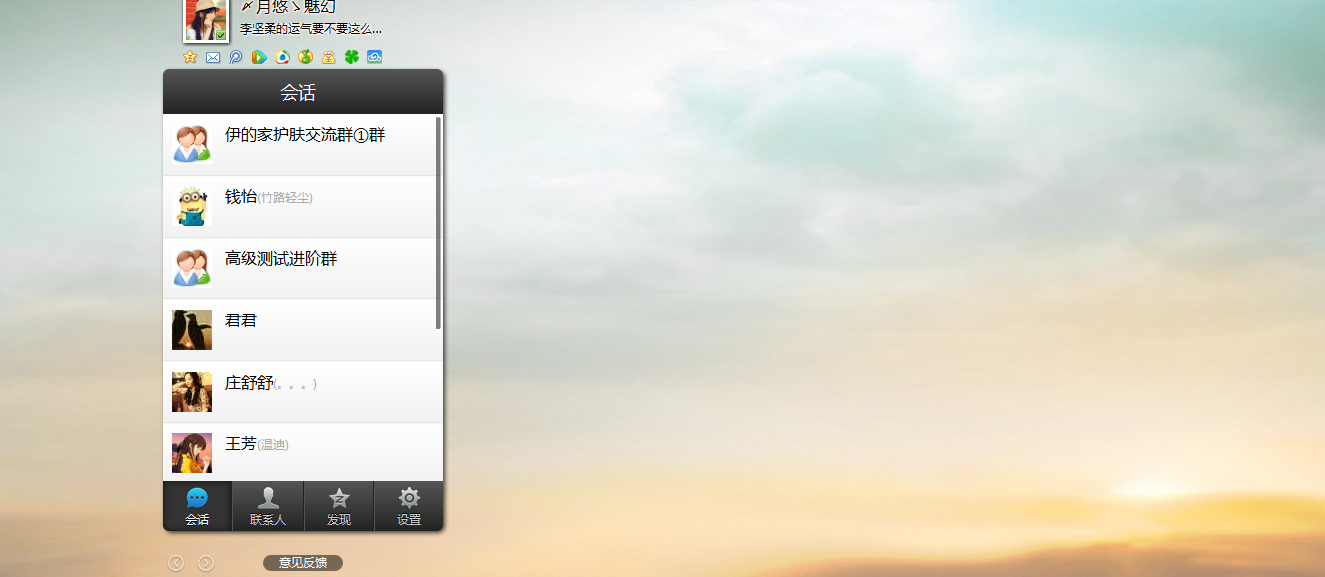 〆月悠ヽ魅幻
李坚柔的运气要不要这么...
会话
伊的家护肤交流群①群
钱怡(竹路轻尘)
高级测试进阶群
君君
庄舒舒(。。。)
王芳(温迪)
会话 联系人 发现 设置
意见反馈